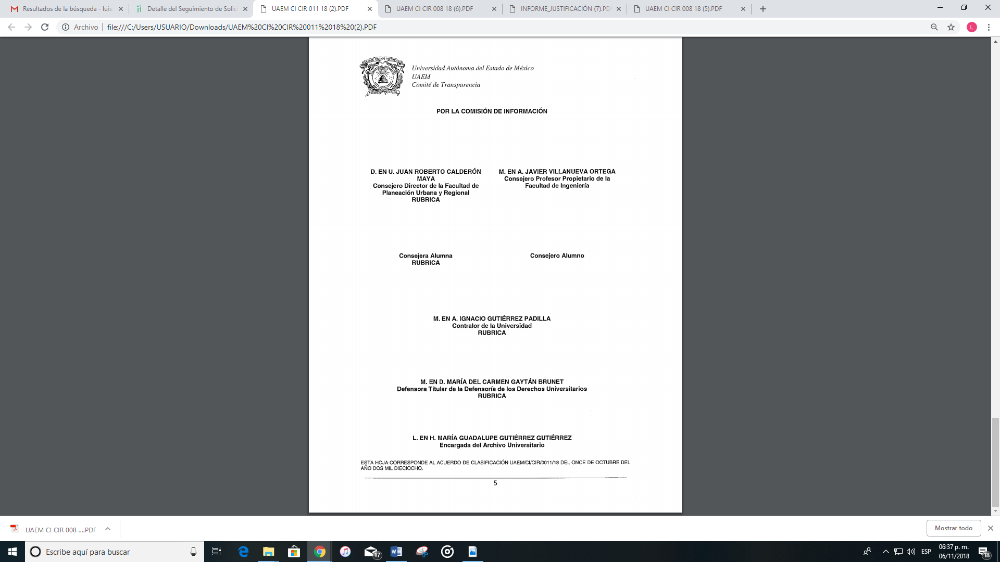 Resultados de la búsqueda - luis.
Detalle del Seguimiento de Solici
UAEM CI CIR 011 18 (2).PDF
UAEM CI CIR 008 18 (6).PDF
INFORME_JUSTIFICACIÓN (7).PD
UAEM CI CIR 008 18 (5).PDF
Archivo
file:///C:/Users/USUARIO/Downloads/UAEM%20CI%20CIR%20011%2018%20(2).PDF
L
Universidad Autónoma del Estado de México
UAEM
Comité de Transparencia
POR LA COMISIÓN DE INFORMACIÓN
D. EN U. JUAN ROBERTO CALDERÓN
MAYA
Consejero Director de la Facultad de
Planeación Urbana y Regional
RUBRICA
M. EN A. JAVIER VILLANUEVA ORTEGA
Consejero Profesor Propietario de la
Facultad de Ingeniería
Consejera Alumna
RUBRICA
Consejero Alumno
M. EN A. IGNACIO GUTIÉRREZ PADILLA
Contralor de la Universidad
RUBRICA
M. EN D. MARÍA DEL CARMEN GAYTÁN BRUNET
Defensora Titular de la Defensoría de los Derechos Universitarios
RUBRICA
L. EN H. MARÍA GUADALUPE GUTIÉRREZ GUTIÉRREZ
Encargada del Archivo Universitario
ESTA HOJA CORRESPONDE AL ACUERDO DE CLASIFICACIÓN UAEM/CI/CIR/0011/18 DEL ONCE DE OCTUBRE DEL
AÑO DOS MIL DIECIOCHO.
5
UAEM CI CIR 008 ....PDF
Mostrar todo
Escribe aquí para buscar
17
ESP
06:37 p. m.
06/11/2018
18